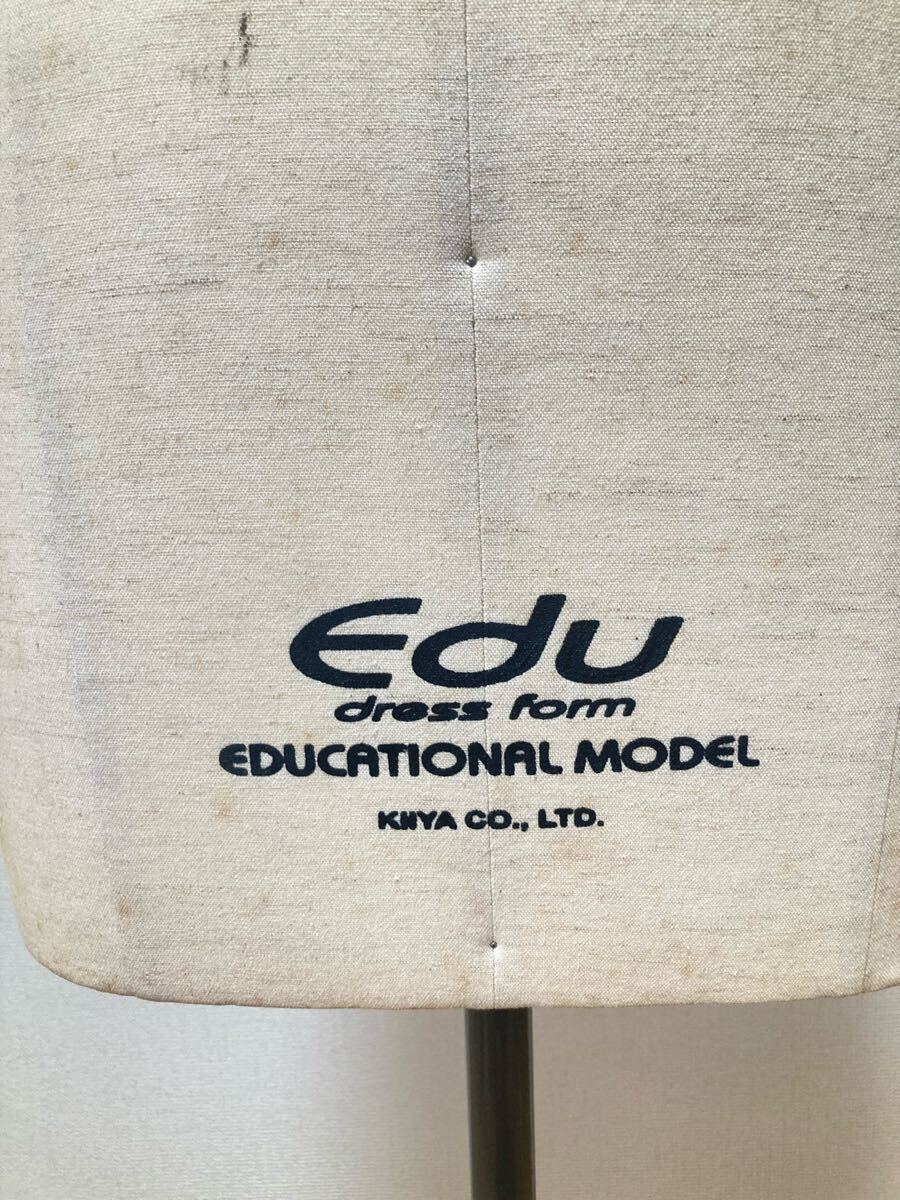 Edu
dress form
EDUCATIONAL MODEL
KIIYA CO., LTD.